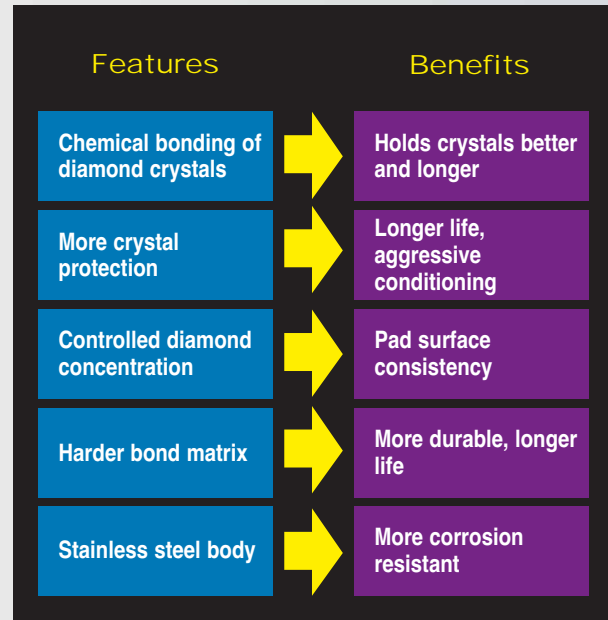 Features
Benefits
Chemical bonding of
diamond crystals
Holds crystals better
and longer
More crystal
protection
Longer life,
aggressive
conditioning
Controlled diamond
concentration
Pad surface
consistency
Harder bond matrix
More durable, longer
life
Stainless steel body
More corrosion
resistant